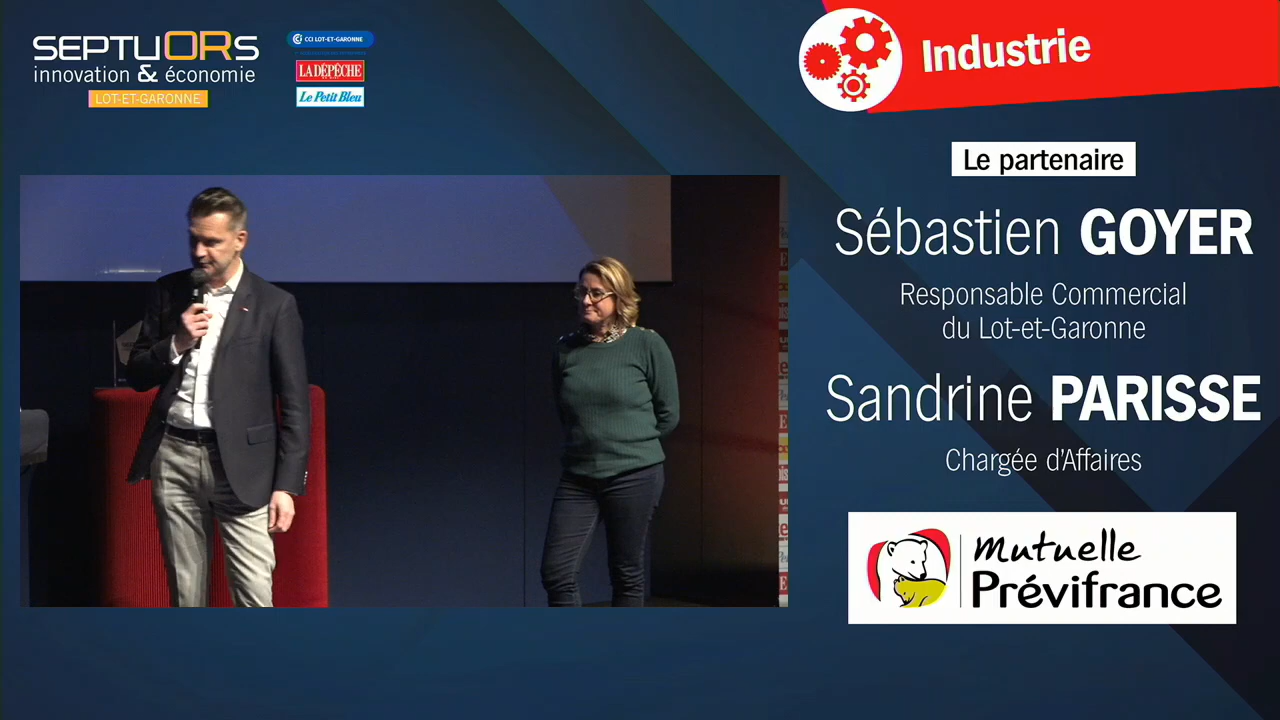 SEPTUORS
innovation & économie
LOT-ET-GARONNE
CCI LOT-ET-GARONNE
LA DÉPÊCHE
Le Petit Bleu
Industrie
Le partenaire
Sébastien GOYER
Responsable Commercial
du Lot-et-Garonne
Sandrine PARISSE
Chargée d'Affaires
Mutuelle
Prévifrance